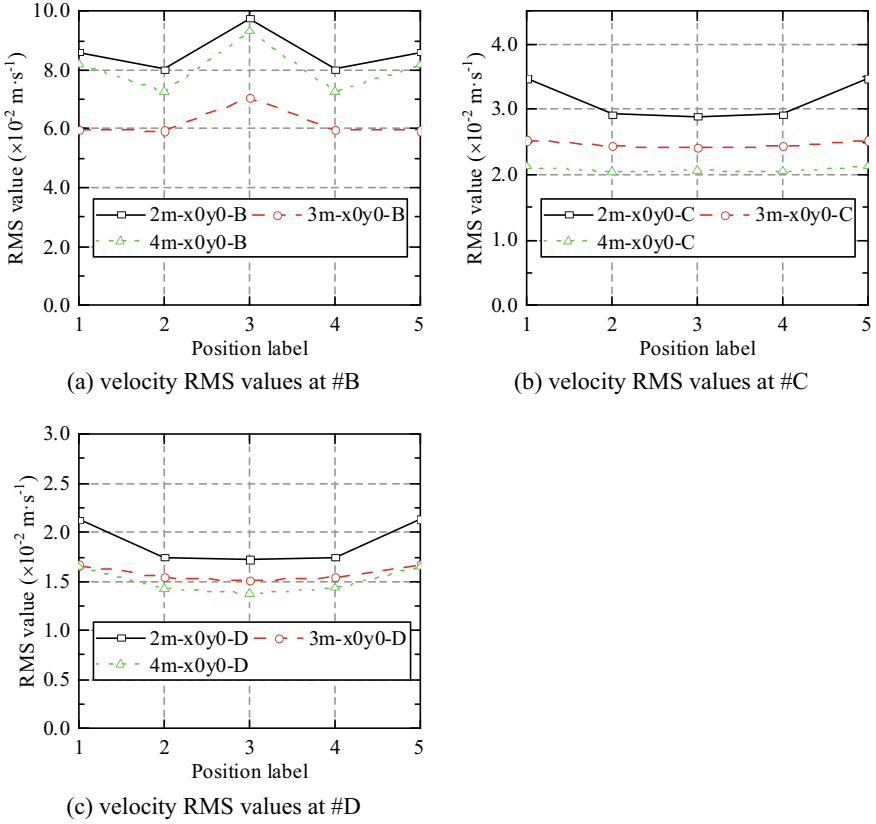 10.0
8.0
6.0
4.0
2.0
0.0
RMS value (×10⁻² m·s⁻¹)
2m-x0y0-B 3m-x0y0-B
4m-x0y0-B
1 2 3 4 5
Position label
(a) velocity RMS values at #B
4.0
3.0
2.0
1.0
0.0
RMS value (×10⁻² m·s⁻¹)
2m-x0y0-C 3m-x0y0-C
4m-x0y0-C
1 2 3 4 5
Position label
(b) velocity RMS values at #C
3.0
2.5
2.0
1.5
1.0
0.5
0.0
RMS value (×10⁻² m·s⁻¹)
2m-x0y0-D 3m-x0y0-D
4m-x0y0-D
1 2 3 4 5
Position label
(c) velocity RMS values at #D